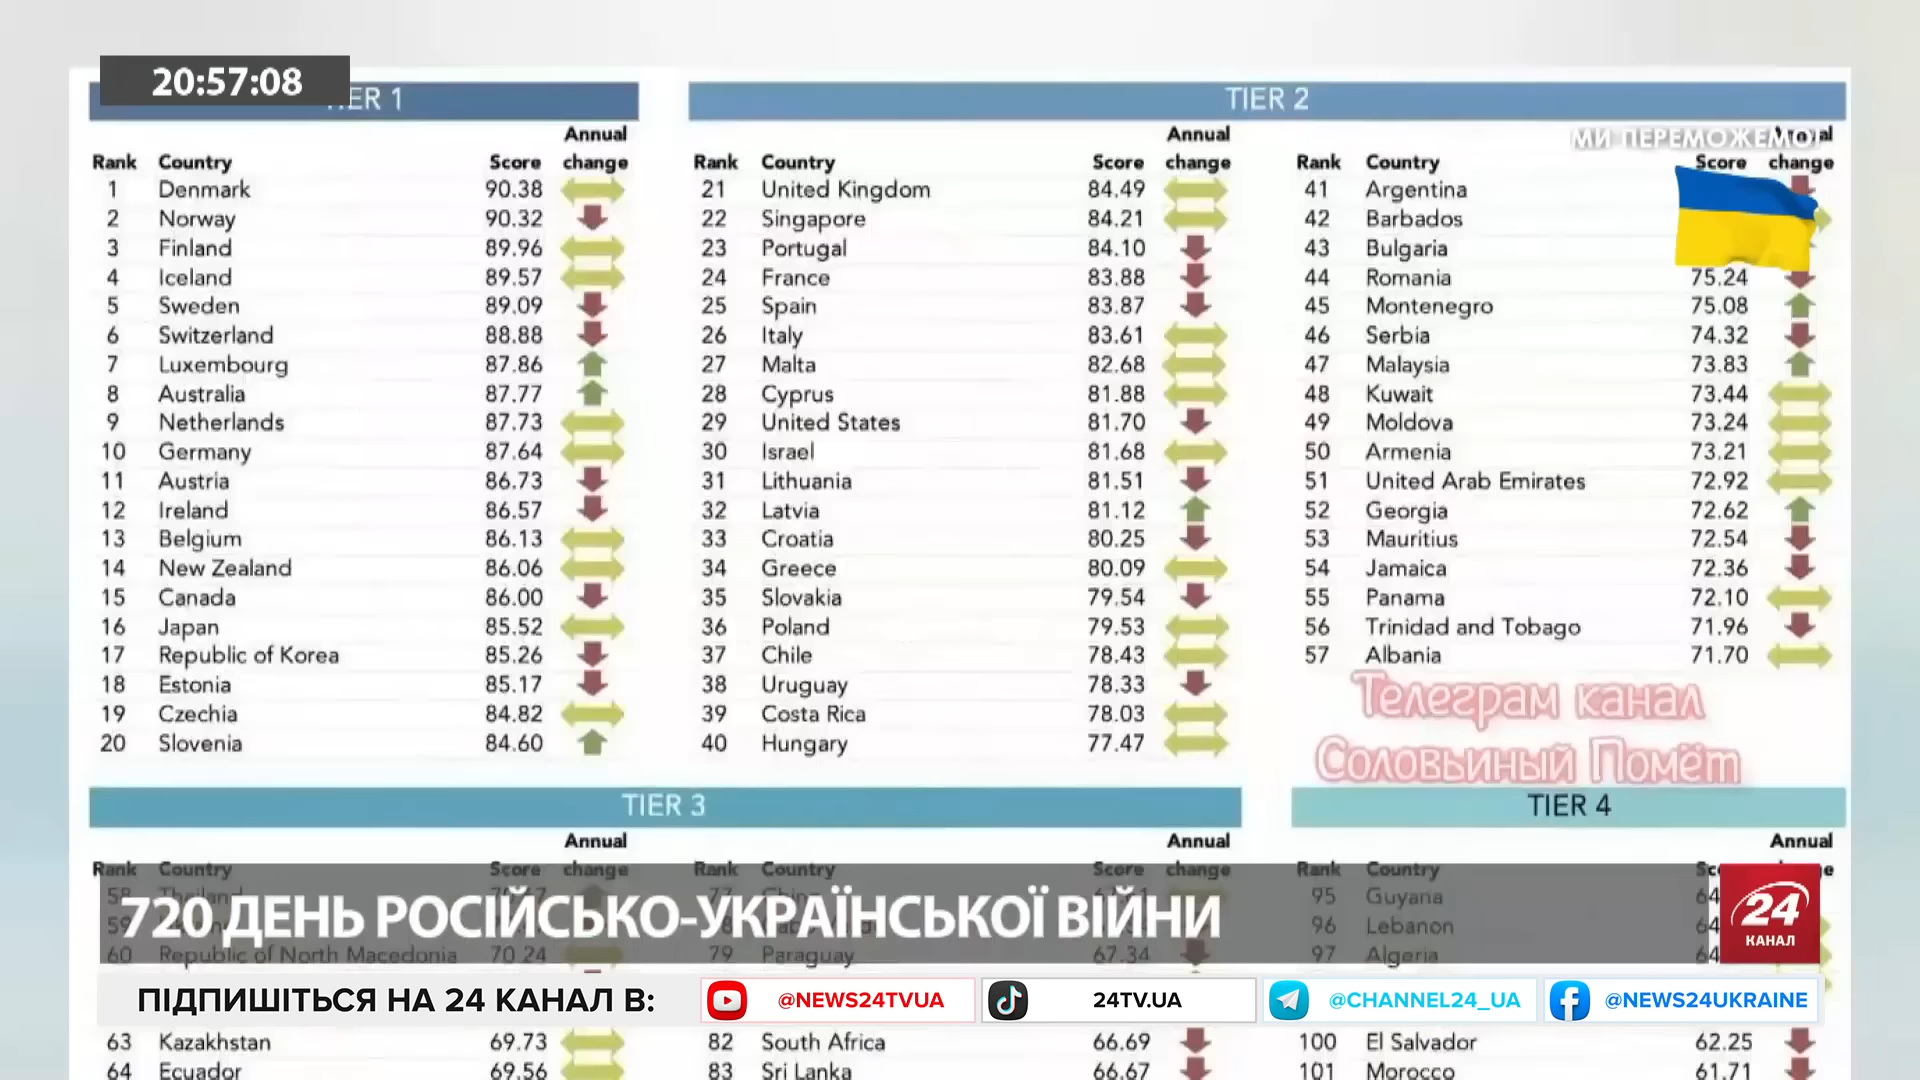 20:57:08
TIER 1
TIER 2
МИ ПЕРЕМОЖЕМО!
Rank Country Score Annual change
1 Denmark 90.38
2 Norway 90.32
3 Finland 89.96
4 Iceland 89.57
5 Sweden 89.09
6 Switzerland 88.88
7 Luxembourg 87.86
8 Australia 87.77
9 Netherlands 87.73
10 Germany 87.64
11 Austria 86.73
12 Ireland 86.57
13 Belgium 86.13
14 New Zealand 86.06
15 Canada 86.00
16 Japan 85.52
17 Republic of Korea 85.26
18 Estonia 85.17
19 Czechia 84.82
20 Slovenia 84.60
Rank Country Score Annual change
21 United Kingdom 84.49
22 Singapore 84.21
23 Portugal 84.10
24 France 83.88
25 Spain 83.87
26 Italy 83.61
27 Malta 82.68
28 Cyprus 81.88
29 United States 81.70
30 Israel 81.68
31 Lithuania 81.51
32 Latvia 81.12
33 Croatia 80.25
34 Greece 80.09
35 Slovakia 79.54
36 Poland 79.53
37 Chile 78.43
38 Uruguay 78.33
39 Costa Rica 78.03
40 Hungary 77.47
Rank Country Score change
41 Argentina
42 Barbados
43 Bulgaria
44 Romania 75.24
45 Montenegro 75.08
46 Serbia 74.32
47 Malaysia 73.83
48 Kuwait 73.44
49 Moldova 73.24
50 Armenia 73.21
51 United Arab Emirates 72.92
52 Georgia 72.62
53 Mauritius 72.54
54 Jamaica 72.36
55 Panama 72.10
56 Trinidad and Tobago 71.96
57 Albania 71.70
Телеграм канал
Соловьиный Помёт
TIER 3
TIER 4
Rank Country Score Annual change
60 Republic of North Macedonia 70.24
63 Kazakhstan 69.73
64 Ecuador 69.56
Rank Country Score Annual change
79 Paraguay 67.34
82 South Africa 66.69
83 Sri Lanka 66.67
Rank Country Annual
95 Guyana 64
96 Lebanon 64
97 Algeria 64
100 El Salvador 62.25
101 Morocco 61.71
720 ДЕНЬ РОСІЙСЬКО-УКРАЇНСЬКОЇ ВІЙНИ
24 КАНАЛ
ПІДПИШІТЬСЯ НА 24 КАНАЛ В: @NEWS24TVUA 24TV.UA @CHANNEL24_UA @NEWS24UKRAINE